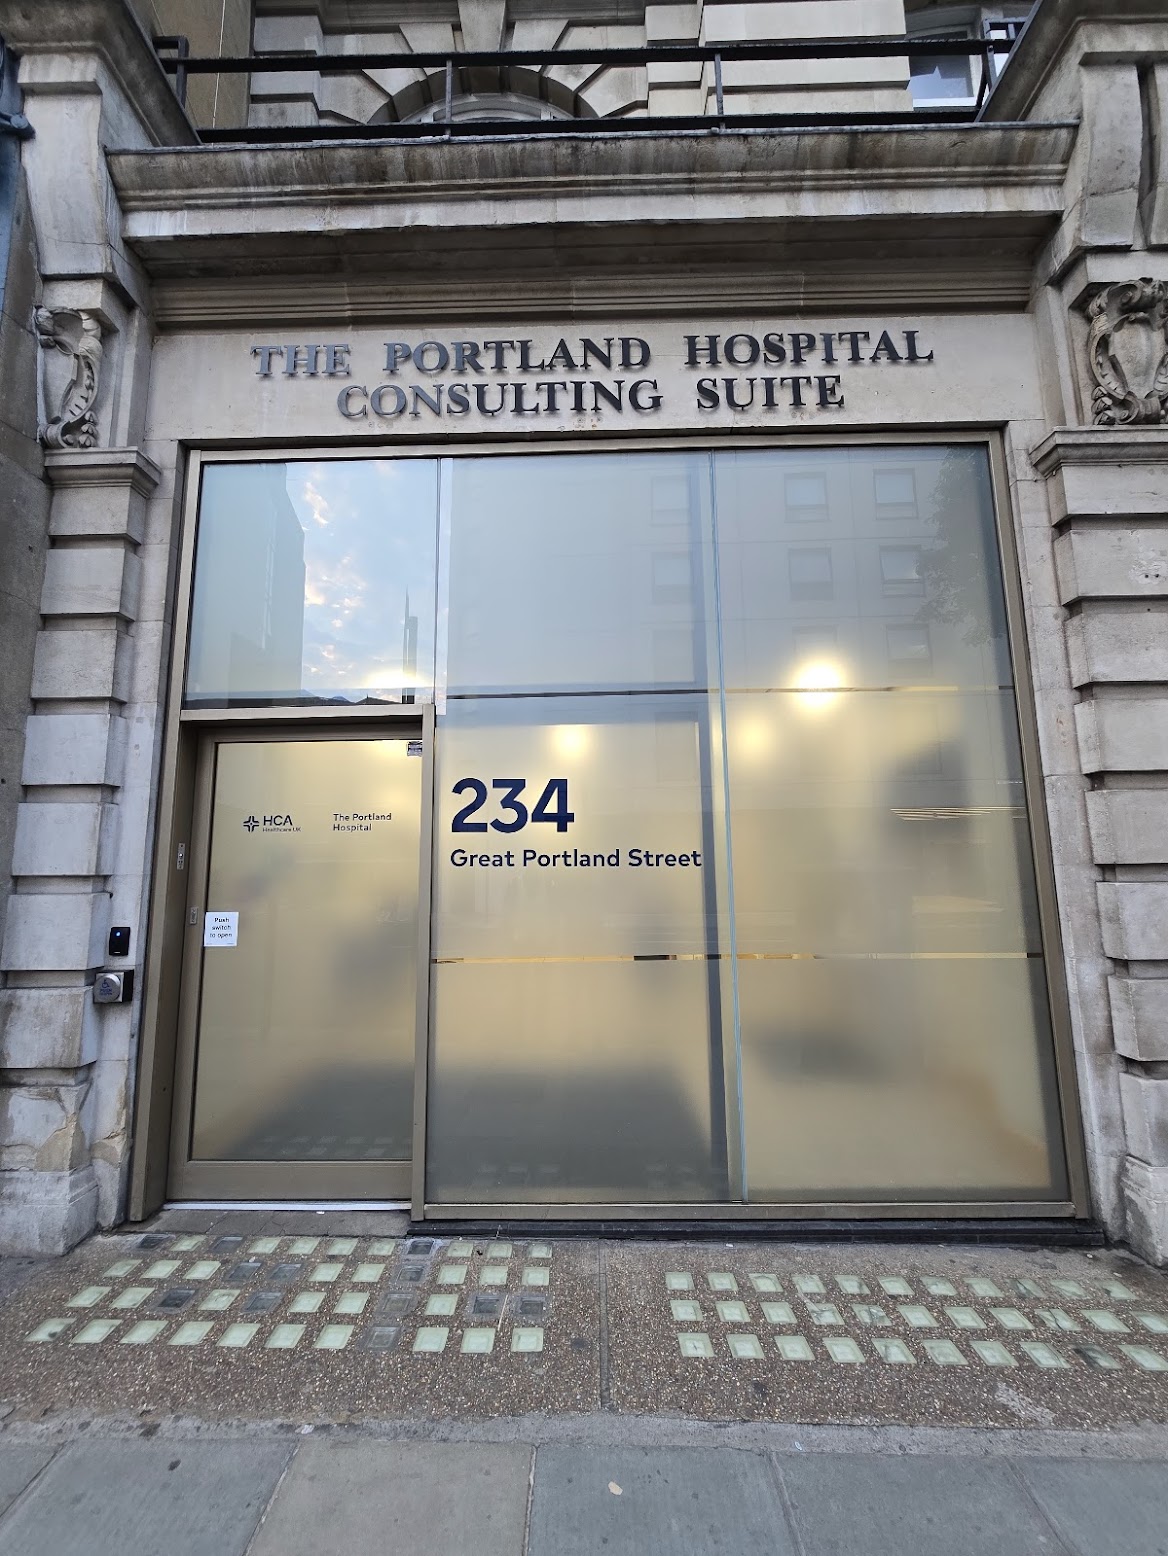 THE PORTLAND HOSPITAL
CONSULTING SUITE
234
Great Portland Street
HCA
Healthcare UK
The Portland
Hospital
Push
switch
to open